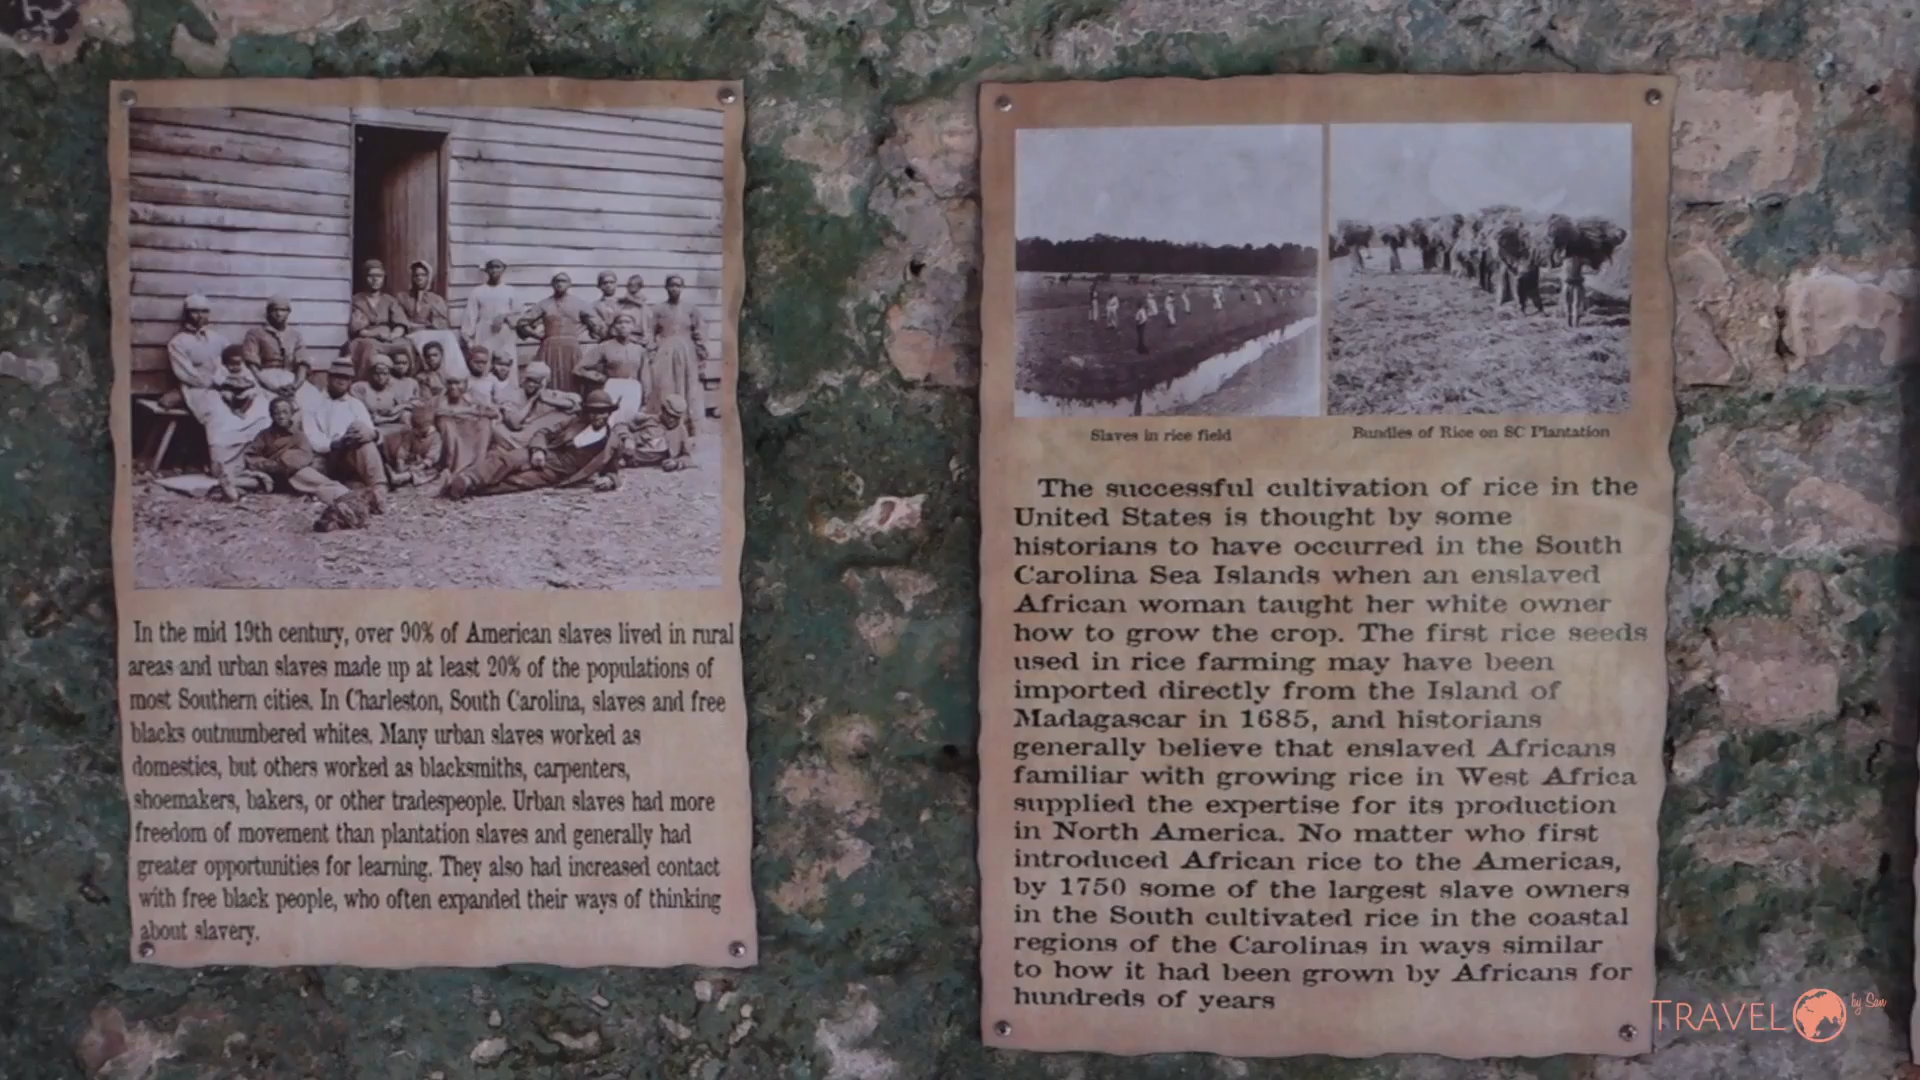 In the mid 19th century, over 90% of American slaves lived in rural
areas and urban slaves made up at least 20% of the populations of
most Southern cities. In Charleston, South Carolina, slaves and free
blacks outnumbered whites. Many urban slaves worked as
domestics, but others worked as blacksmiths, carpenters,
shoemakers, bakers, or other tradespeople. Urban slaves had more
freedom of movement than plantation slaves and generally had
greater opportunities for learning. They also had increased contact
with free black people, who often expanded their ways of thinking
about slavery.
Slaves in rice field
Bundles of Rice on SC Plantation
The successful cultivation of rice in the
United States is thought by some
historians to have occurred in the South
Carolina Sea Islands when an enslaved
African woman taught her white owner
how to grow the crop. The first rice seeds
used in rice farming may have been
imported directly from the Island of
Madagascar in 1685, and historians
generally believe that enslaved Africans
familiar with growing rice in West Africa
supplied the expertise for its production
in North America. No matter who first
introduced African rice to the Americas,
by 1750 some of the largest slave owners
in the South cultivated rice in the coastal
regions of the Carolinas in ways similar
to how it had been grown by Africans for
hundreds of years
TRAVEL by San